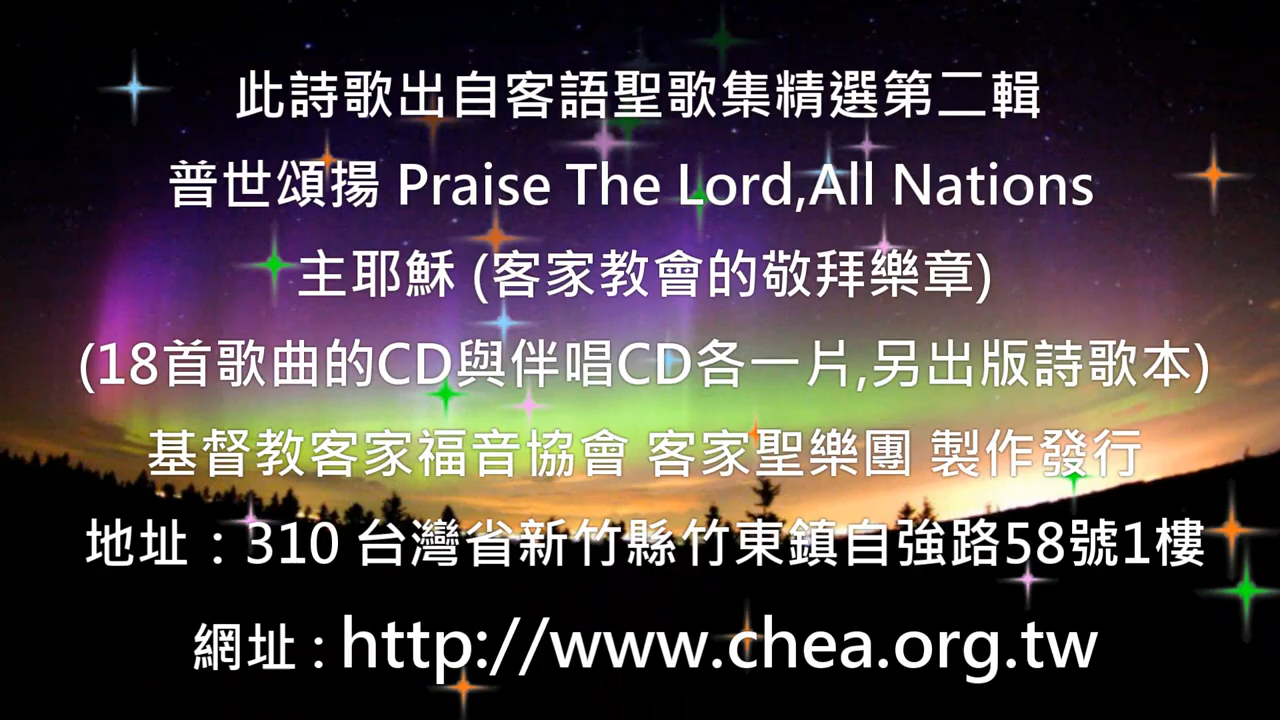 此詩歌出自客語聖歌集精選第二輯
普世頌揚 Praise The Lord,All Nations
主耶穌 (客家教會的敬拜樂章)
(18首歌曲的CD與伴唱CD各一片,另出版詩歌本)
基督教客家福音協會 客家聖樂團 製作發行
地址：310 台灣省新竹縣竹東鎮自強路58號1樓
網址 : http://www.chea.org.tw